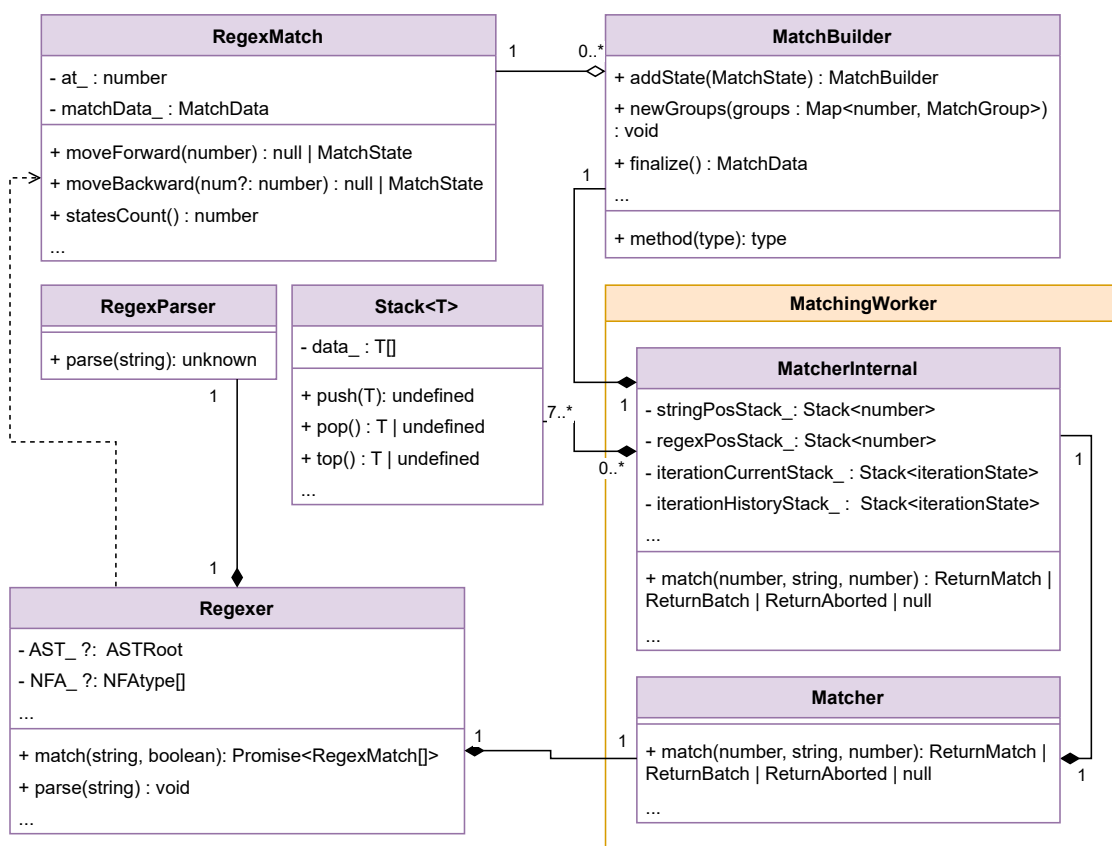 RegexMatch
- at_ : number
- matchData_ : MatchData
+ moveForward(number) : null | MatchState
+ moveBackward(num?: number) : null | MatchState
+ statesCount() : number
...
1
0..*
MatchBuilder
+ addState(MatchState) : MatchBuilder
+ newGroups(groups : Map<number, MatchGroup>)
: void
+ finalize() : MatchData
...
+ method(type): type
1
RegexParser
+ parse(string): unknown
1
Stack<T>
- data_ : T[]
+ push(T): undefined
+ pop() : T | undefined
+ top() : T | undefined
...
7..*
0..*
1
MatchingWorker
MatcherInternal
- stringPosStack_: Stack<number>
- regexPosStack_: Stack<number>
- iterationCurrentStack_ : Stack<iterationState>
- iterationHistoryStack_ : Stack<iterationState>
...
+ match(number, string, number) : ReturnMatch |
ReturnBatch | ReturnAborted | null
...
1
1
Regexer
- AST_ ?: ASTRoot
- NFA_ ?: NFAtype[]
...
+ match(string, boolean): Promise<RegexMatch[]>
+ parse(string) : void
...
1
1
Matcher
+ match(number, string, number): ReturnMatch |
ReturnBatch | ReturnAborted | null
...
1